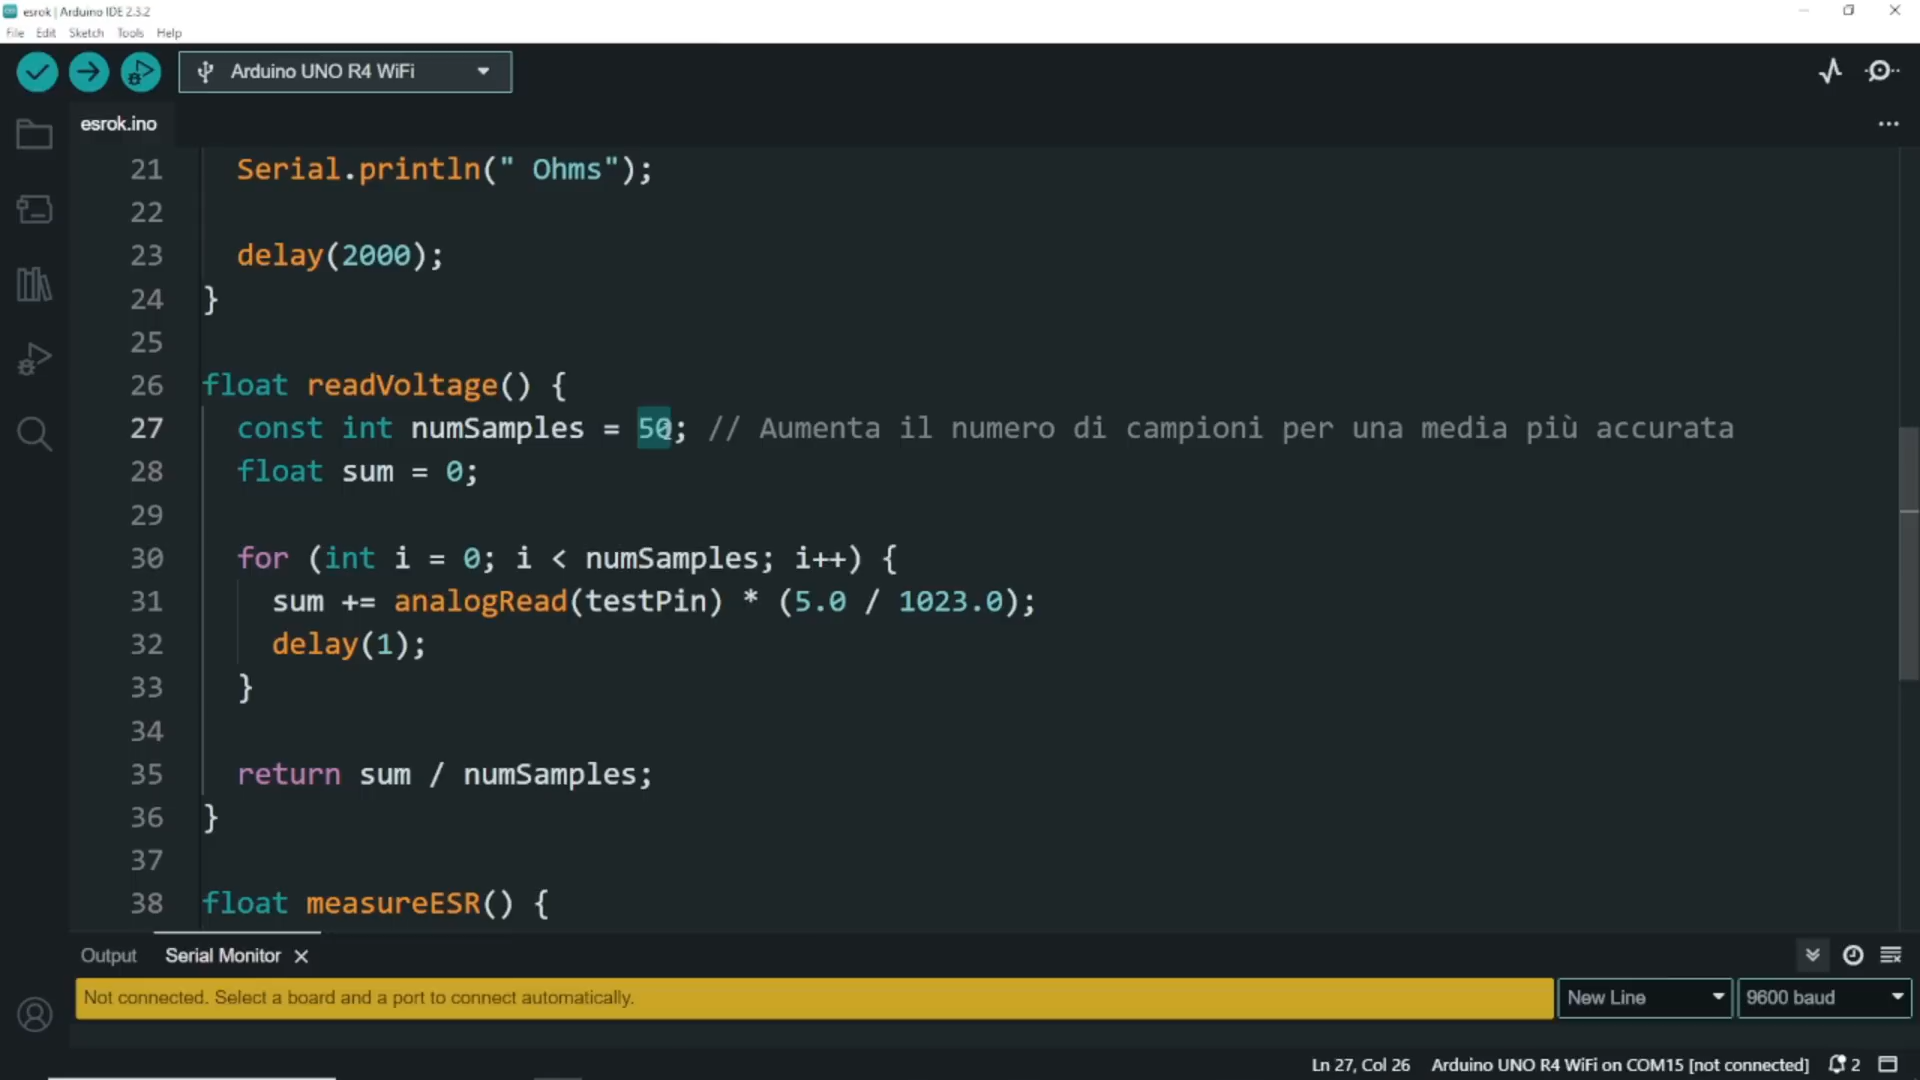 esrok | Arduino IDE 2.3.2
File Edit Sketch Tools Help
Arduino UNO R4 WiFi
esrok.ino
21 Serial.println(" Ohms");
22
23 delay(2000);
24 }
25
26 float readVoltage() {
27 const int numSamples = 50; // Aumenta il numero di campioni per una media più accurata
28 float sum = 0;
29
30 for (int i = 0; i < numSamples; i++) {
31 sum += analogRead(testPin) * (5.0 / 1023.0);
32 delay(1);
33 }
34
35 return sum / numSamples;
36 }
37
38 float measureESR() {
Output Serial Monitor
Not connected. Select a board and a port to connect automatically. New Line 9600 baud
Ln 27, Col 26 Arduino UNO R4 WiFi on COM15 [not connected] 2